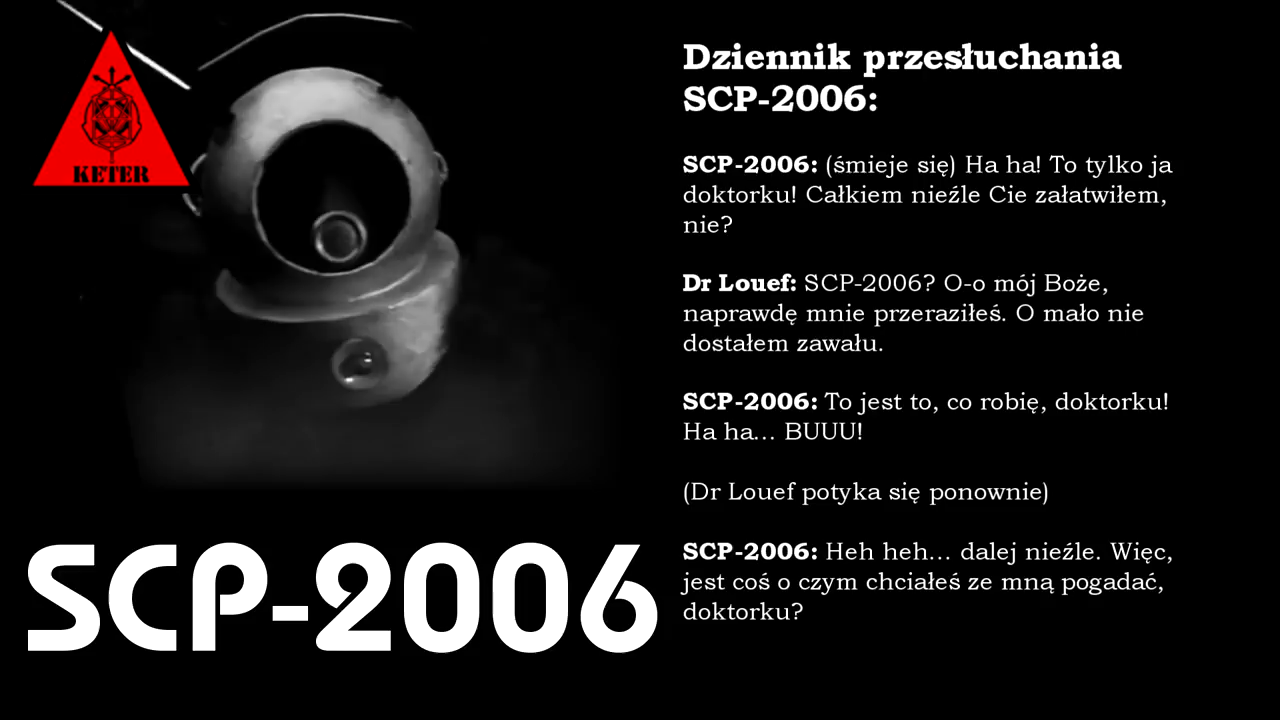 KETER
SCP-2006
Dziennik przesłuchania
SCP-2006:
SCP-2006: (śmieje się) Ha ha! To tylko ja
doktorku! Całkiem nieźle Cie załatwiłem,
nie?
Dr Louef: SCP-2006? O-o mój Boże,
naprawdę mnie przeraziłeś. O mało nie
dostałem zawału.
SCP-2006: To jest to, co robię, doktorku!
Ha ha... BUUU!
(Dr Louef potyka się ponownie)
SCP-2006: Heh heh... dalej nieźle. Więc,
jest coś o czym chciałeś ze mną pogadać,
doktorku?